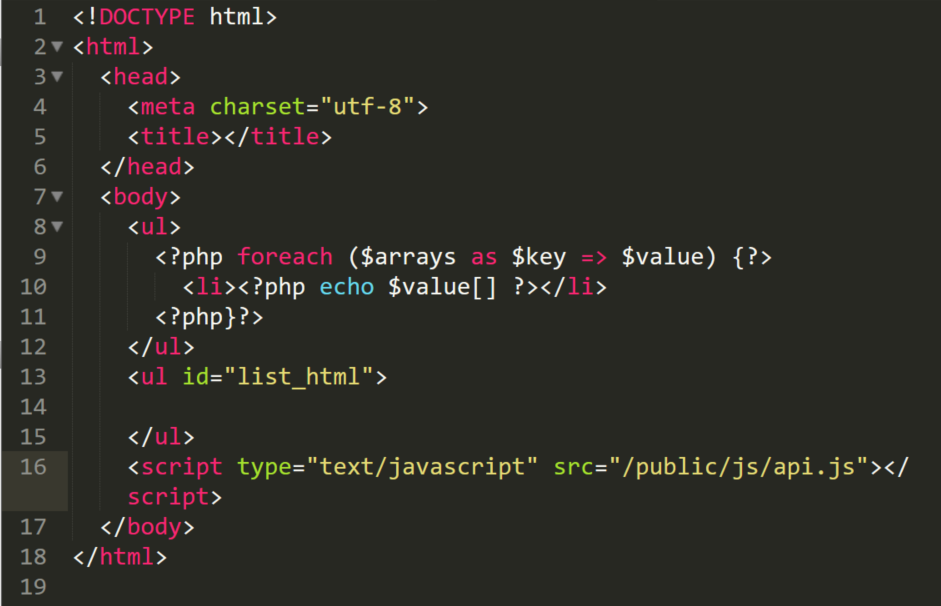 1 <!DOCTYPE html>
2 <html>
3 <head>
4 <meta charset="utf-8">
5 <title></title>
6 </head>
7 <body>
8 <ul>
9 <?php foreach ($arrays as $key => $value) {?>
10 <li><?php echo $value[] ?></li>
11 <?php}?>
12 </ul>
13 <ul id="list_html">
14
15 </ul>
16 <script type="text/javascript" src="/public/js/api.js"></
script>
17 </body>
18 </html>
19